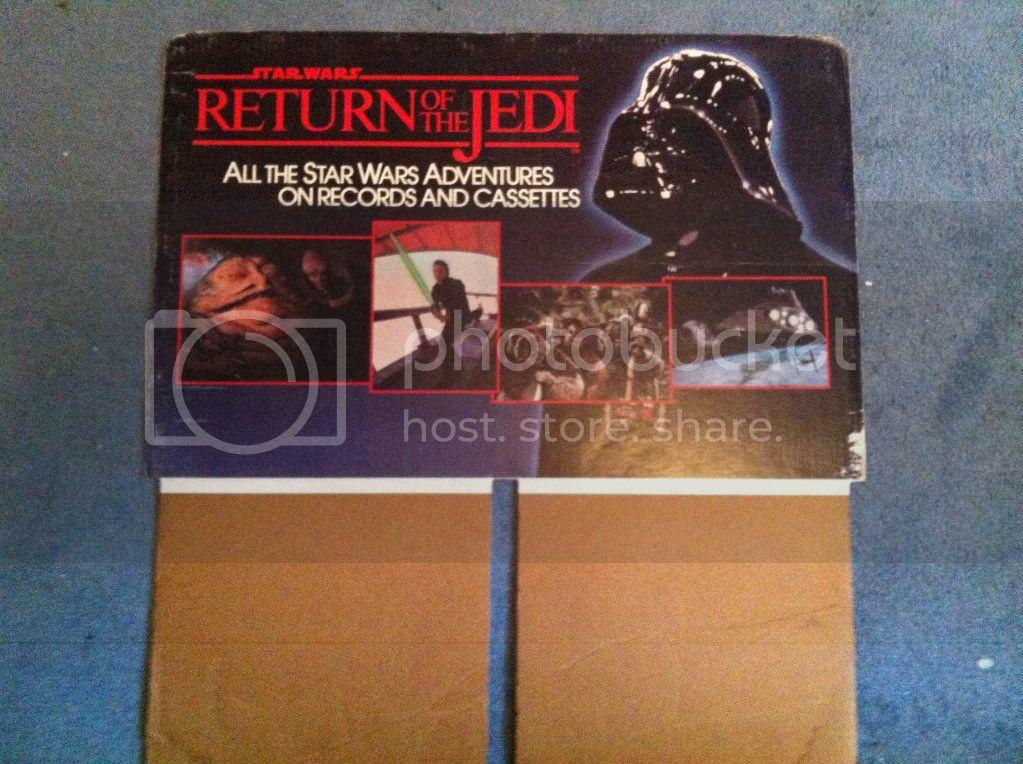 STAR WARS
RETURN OF THE JEDI
ALL THE STAR WARS ADVENTURES
ON RECORDS AND CASSETTES
photobucket
host. store. share.